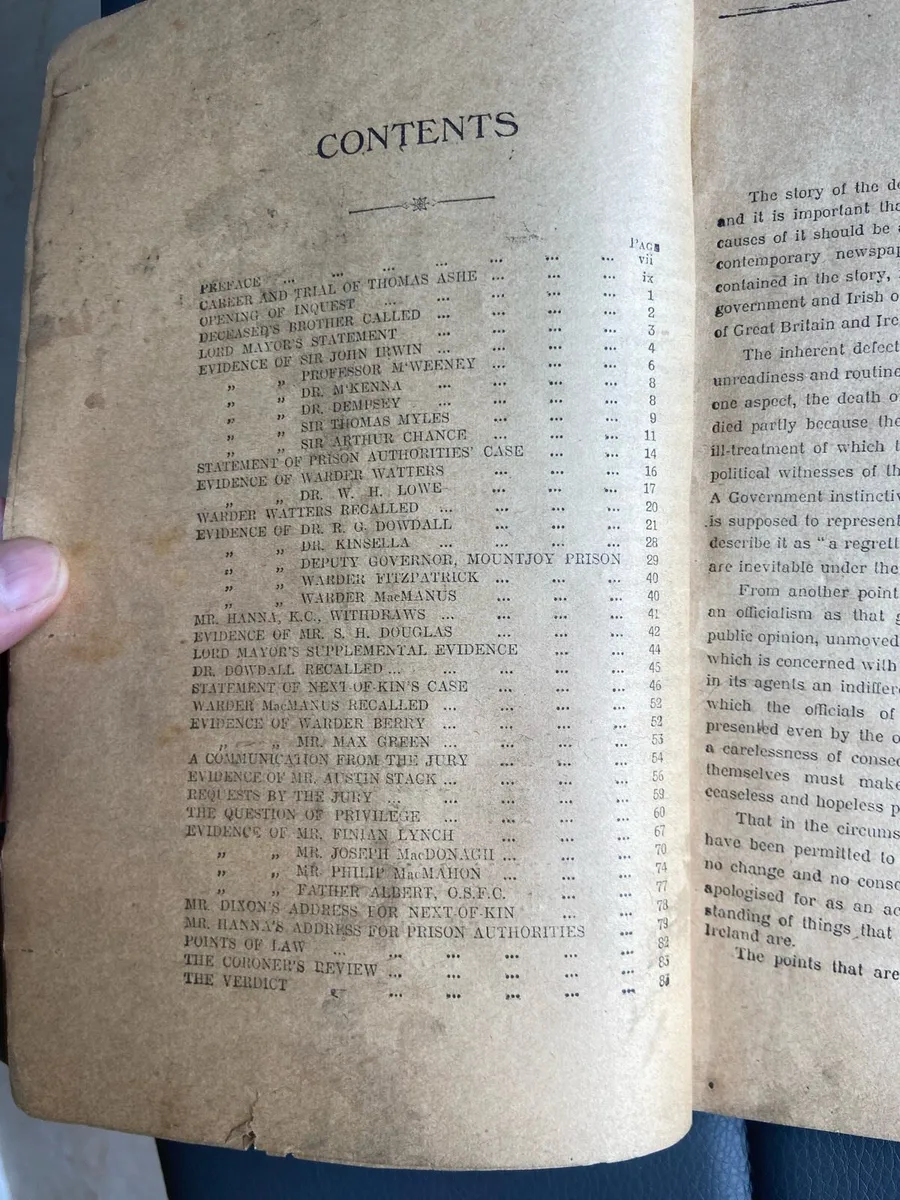 CONTENTS
PAGE
PREFACE ... ... ... ... ... ... ... vii
CAREER AND TRIAL OF THOMAS ASHE ... ... ... ix
OPENING OF INQUEST ... ... ... ... ... 1
DECEASED'S BROTHER CALLED ... ... ... ... 2
LORD MAYOR'S STATEMENT ... ... ... ... 3
EVIDENCE OF SIR JOHN IRWIN ... ... ... ... 4
„ „ PROFESSOR M'WEENEY ... ... ... 6
„ „ DR. M'KENNA ... ... ... ... 8
„ „ DR. DEMPSEY ... ... ... ... 8
„ „ SIR THOMAS MYLES ... ... ... 9
„ „ SIR ARTHUR CHANCE ... ... ... 11
STATEMENT OF PRISON AUTHORITIES' CASE ... ... 14
EVIDENCE OF WARDER WATTERS ... ... ... 16
„ „ DR. W. H. LOWE ... ... ... 17
WARDER WATTERS RECALLED ... ... ... ... 20
EVIDENCE OF DR. R. G. DOWDALL ... ... ... 21
„ „ DR. KINSELLA ... ... ... ... 28
„ „ DEPUTY GOVERNOR, MOUNTJOY PRISON 29
„ „ WARDER FITZPATRICK ... ... ... 40
„ „ WARDER MacMANUS ... ... ... 40
MR. HANNA, K.C., WITHDRAWS ... ... ... ... 41
EVIDENCE OF MR. S. H. DOUGLAS ... ... ... 42
LORD MAYOR'S SUPPLEMENTAL EVIDENCE ... ... 44
DR. DOWDALL RECALLED ... ... ... ... ... 45
STATEMENT OF NEXT-OF-KIN'S CASE ... ... ... 46
WARDER MacMANUS RECALLED ... ... ... ... 52
EVIDENCE OF WARDER BERRY ... ... ... ... 52
„ „ MR. MAX GREEN ... ... ... ... 53
A COMMUNICATION FROM THE JURY ... ... ... 54
EVIDENCE OF MR. AUSTIN STACK ... ... ... ... 56
REQUESTS BY THE JURY ... ... ... ... ... 59
THE QUESTION OF PRIVILEGE ... ... ... ... 60
EVIDENCE OF MR. FINIAN LYNCH ... ... ... 67
„ „ MR. JOSEPH MacDONAGH ... ... ... 70
„ „ MR. PHILIP MacMAHON ... ... ... 74
„ „ FATHER ALBERT, O.S.F.C. ... ... 77
MR. DIXON'S ADDRESS FOR NEXT-OF-KIN ... ... 78
MR. HANNA'S ADDRESS FOR PRISON AUTHORITIES ... 79
POINTS OF LAW ... ... ... ... ... ... 82
THE CORONER'S REVIEW ... ... ... ... ... 83
THE VERDICT ... ... ... ... ...
The story of the de
and it is important tha
causes of it should be
contemporary newspap
contained in the story,
government and Irish o
of Great Britain and Ire
The inherent defect
unreadiness and routine
one aspect, the death o
died partly because the
ill-treatment of which t
political witnesses of th
A Government instinctiv
is supposed to represent
describe it as “a regrett
are inevitable under the
From another point
an officialism as that g
public opinion, unmoved
which is concerned with
in its agents an indiffere
which the officials of
presented even by the o
a carelessness of consec
themselves must make
ceaseless and hopeless p
That in the circums
have been permitted to
no change and no conse
apologised for as an ac
standing of things that
Ireland are.
The points that are